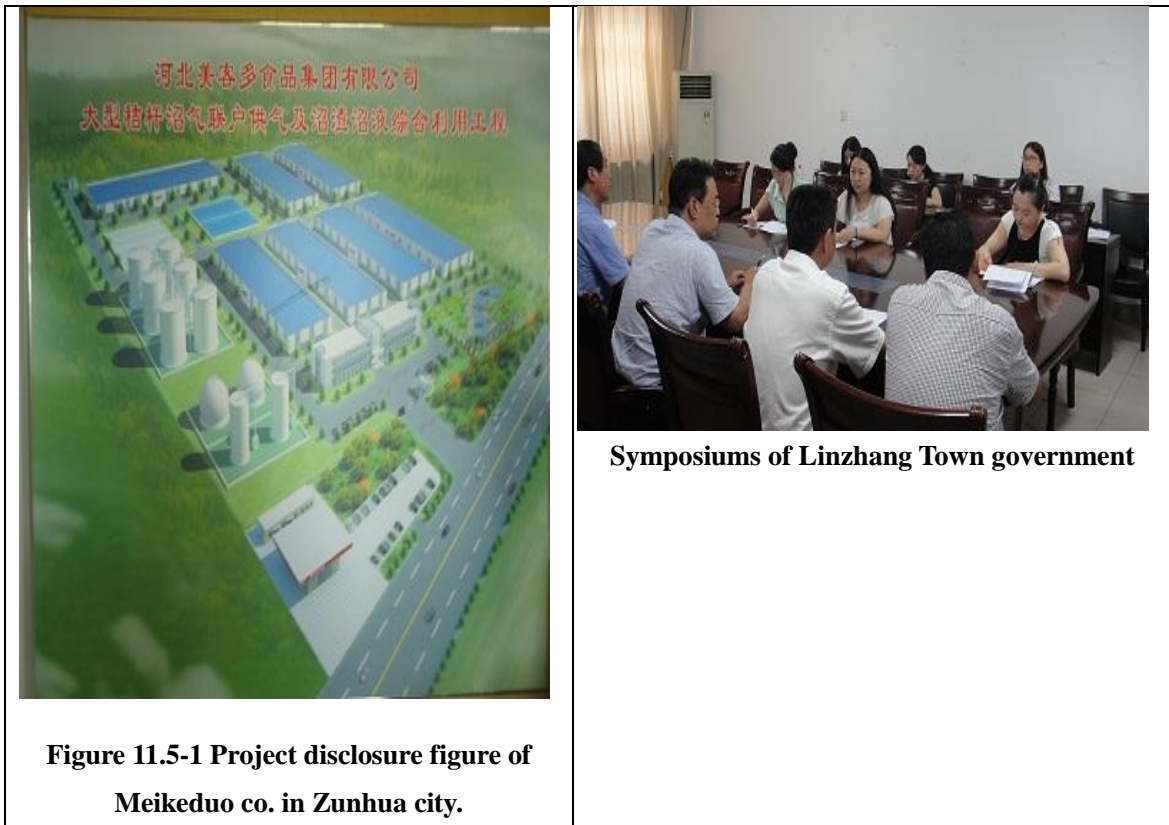 河北美客多食品集团有限公司
大型秸秆沼气联户供气及沼渣沼液综合利用工程
Symposiums of Linzhang Town government
Figure 11.5-1 Project disclosure figure of
Meikeduo co. in Zunhua city.